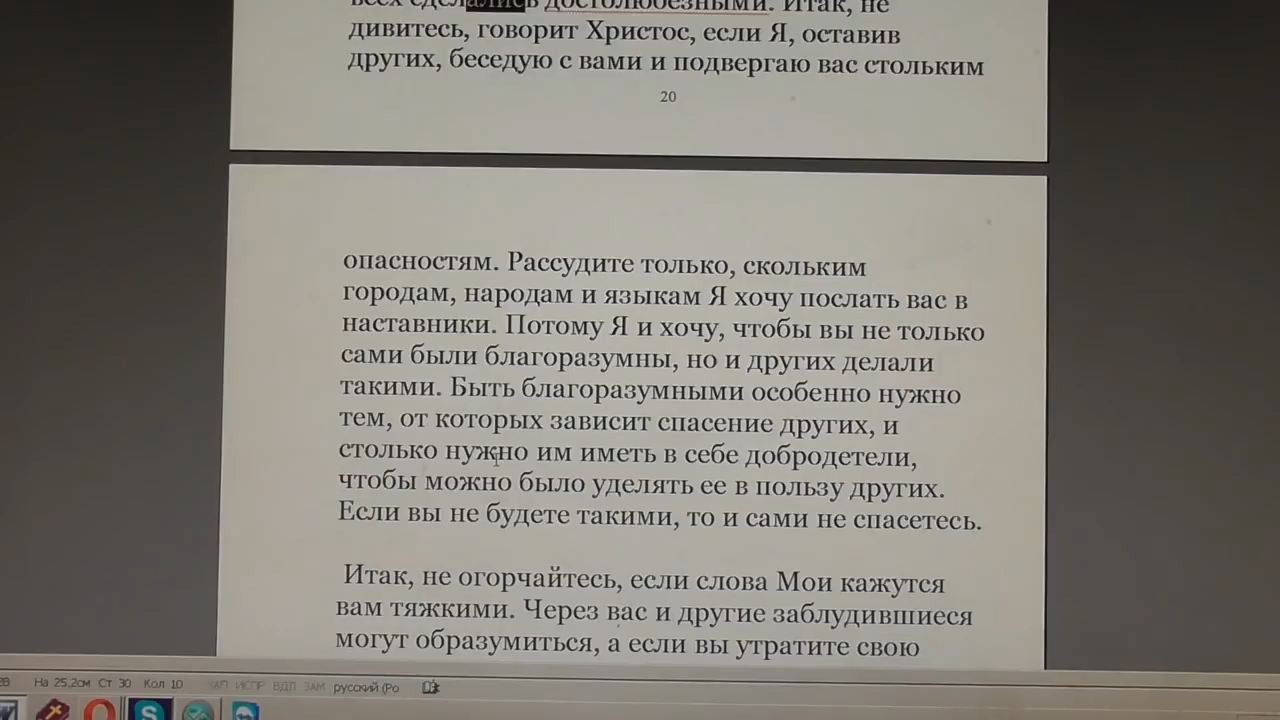 достолюбезными. Итак, не
дивитесь, говорит Христос, если Я, оставив
других, беседую с вами и подвергаю вас стольким
20
опасностям. Рассудите только, скольким
городам, народам и языкам Я хочу послать вас в
наставники. Потому Я и хочу, чтобы вы не только
сами были благоразумны, но и других делали
такими. Быть благоразумными особенно нужно
тем, от которых зависит спасение других, и
столько нужно им иметь в себе добродетели,
чтобы можно было уделять ее в пользу других.
Если вы не будете такими, то и сами не спасетесь.
Итак, не огорчайтесь, если слова Мои кажутся
вам тяжкими. Через вас и другие заблудившиеся
могут образумиться, а если вы утратите свою
На 25,2см Ст 30 Кол 10 ЗАП ИСПР ВДЛ ЗАМ русский (Ро